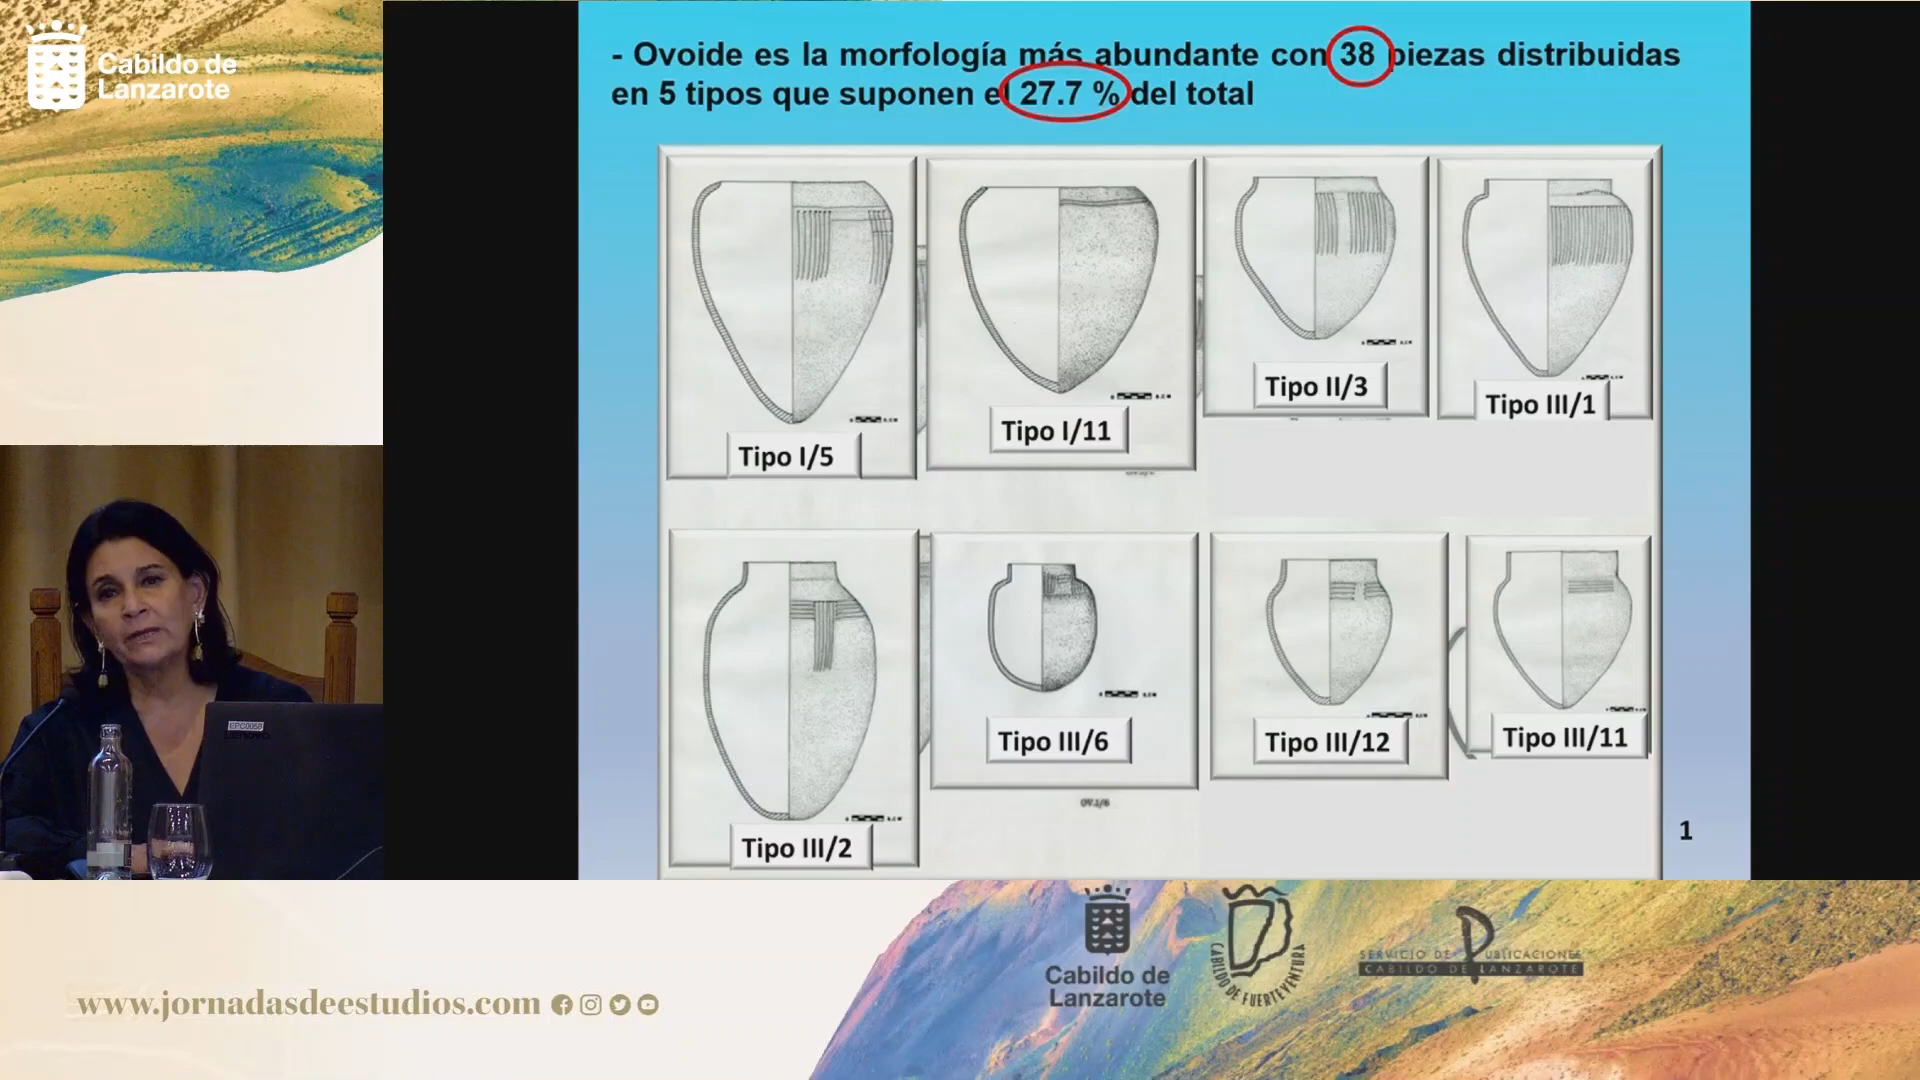 Cabildo de
Lanzarote
- Ovoide es la morfología más abundante con 38 piezas distribuidas
en 5 tipos que suponen el 27.7 % del total
Tipo I/5
Tipo I/11
Tipo II/3
Tipo III/1
Tipo III/2
Tipo III/6
Tipo III/12
Tipo III/11
1
EPC0059
Cabildo de
Lanzarote
CABILDO DE FUERTEVENTURA
SERVICIO DE PUBLICACIONES
CABILDO DE LANZAROTE
www.jornadasdeestudios.com